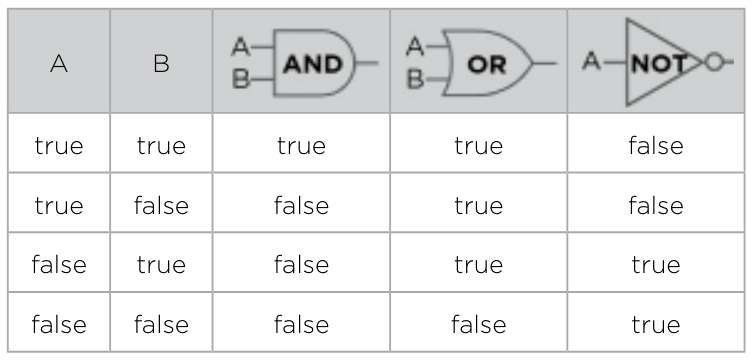 A B A B AND A B OR A NOT
true true true true false
true false false true false
false true false true true
false false false false true